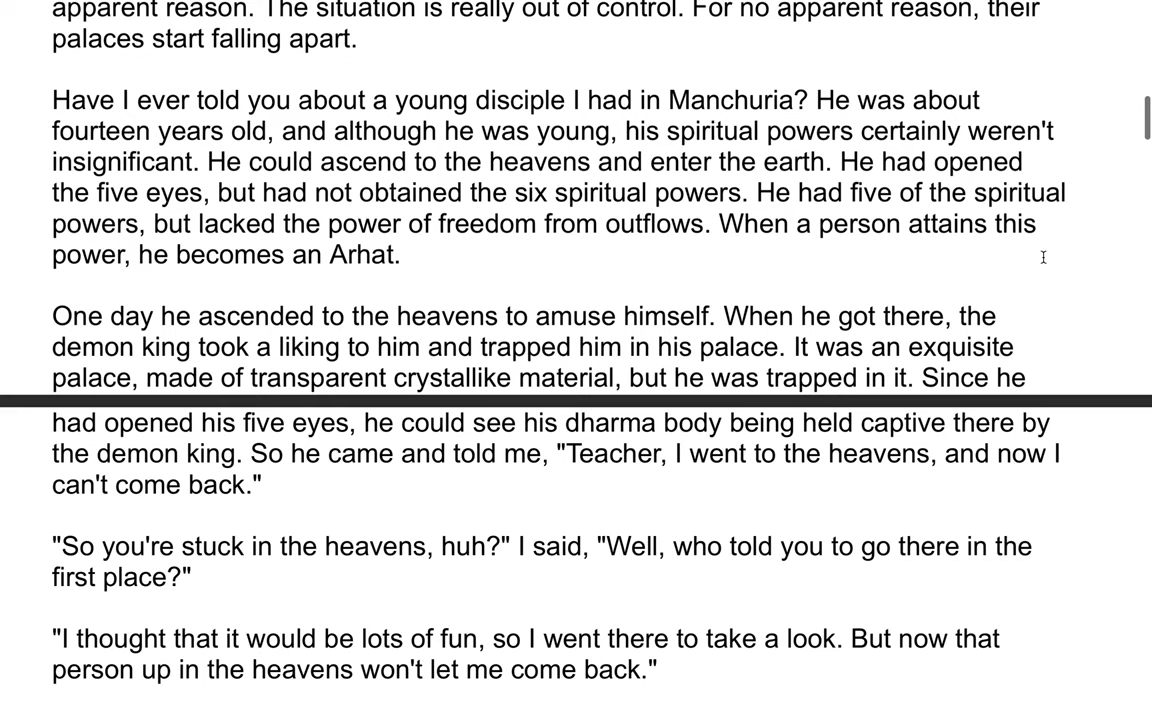 apparent reason. The situation is really out of control. For no apparent reason, their
palaces start falling apart.
Have I ever told you about a young disciple I had in Manchuria? He was about
fourteen years old, and although he was young, his spiritual powers certainly weren't
insignificant. He could ascend to the heavens and enter the earth. He had opened
the five eyes, but had not obtained the six spiritual powers. He had five of the spiritual
powers, but lacked the power of freedom from outflows. When a person attains this
power, he becomes an Arhat.
One day he ascended to the heavens to amuse himself. When he got there, the
demon king took a liking to him and trapped him in his palace. It was an exquisite
palace, made of transparent crystallike material, but he was trapped in it. Since he
had opened his five eyes, he could see his dharma body being held captive there by
the demon king. So he came and told me, "Teacher, I went to the heavens, and now I
can't come back."
"So you're stuck in the heavens, huh?" I said, "Well, who told you to go there in the
first place?"
"I thought that it would be lots of fun, so I went there to take a look. But now that
person up in the heavens won't let me come back."